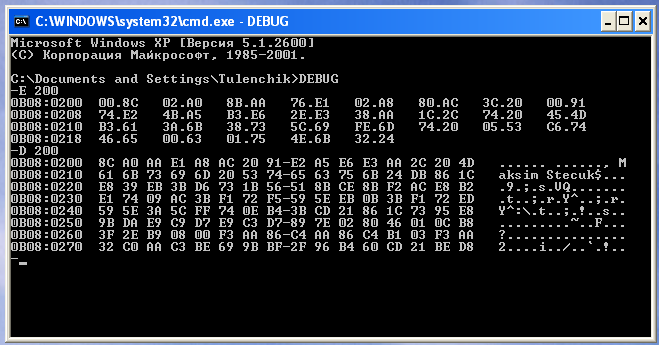 C:\WINDOWS\system32\cmd.exe - DEBUG
Microsoft Windows XP [Версия 5.1.2600]
(C) Корпорация Майкрософт, 1985-2001.
C:\Documents and Settings\Tulenchik>DEBUG
-E 200
0B08:0200 00.8C 02.A0 8B.AA 76.E1 02.A8 80.AC 3C.20 00.91
0B08:0208 74.E2 4B.A5 B3.E6 2E.E3 38.AA 1C.2C 74.20 45.4D
0B08:0210 B3.61 3A.6B 38.73 5C.69 FE.6D 74.20 05.53 C6.74
0B08:0218 46.65 00.63 01.75 4E.6B 32.24
-D 200
0B08:0200 8C A0 AA E1 A8 AC 20 91-E2 A5 E6 E3 AA 2C 20 4D ...... ......, M
0B08:0210 61 6B 73 69 6D 20 53 74-65 63 75 6B 24 DB 86 1C aksim Stecuk$...
0B08:0220 E8 39 EB 3B D6 73 1B 56-51 8B CE 8B F2 AC E8 B2 .9.;.s.VQ.......
0B08:0230 E1 74 09 AC 3B F1 72 F5-59 5E EB 0B 3B F1 72 ED .t..;.r.Y^..;.r.
0B08:0240 59 5E 3A 5C FF 74 0E B4-3B CD 21 86 1C 73 95 E8 Y^:\.t..;.!..s..
0B08:0250 9B DA E9 C9 D7 E9 C3 D7-89 7E 02 80 46 01 0C B8 .........~..F...
0B08:0260 3F 2E B9 08 00 F3 AA 86-C4 AA 86 C4 B1 03 F3 AA ?...............
0B08:0270 32 C0 AA C3 BE 69 9B BF-2F 96 B4 60 CD 21 BE D8 2....i../..`.!..
-